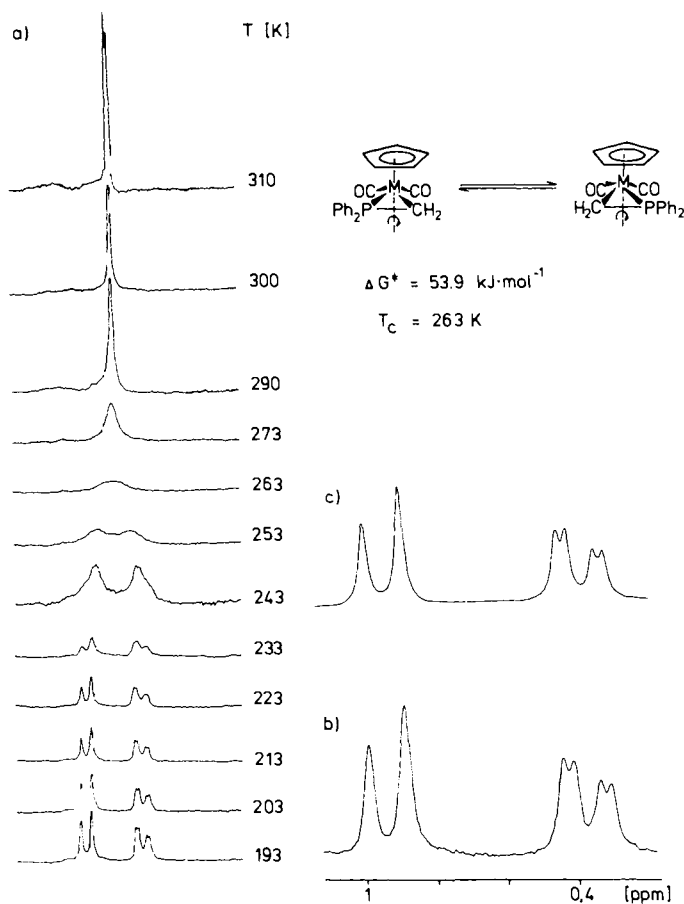 a)
T [K]
310
300
290
273
263
253
243
233
223
213
203
193
M
OC CO
Ph₂P CH₂
M
OC CO
H₂C PPh₂
ΔG* = 53.9 kJ·mol⁻¹
T_C = 263 K
c)
b)
1 0,4 [ppm]